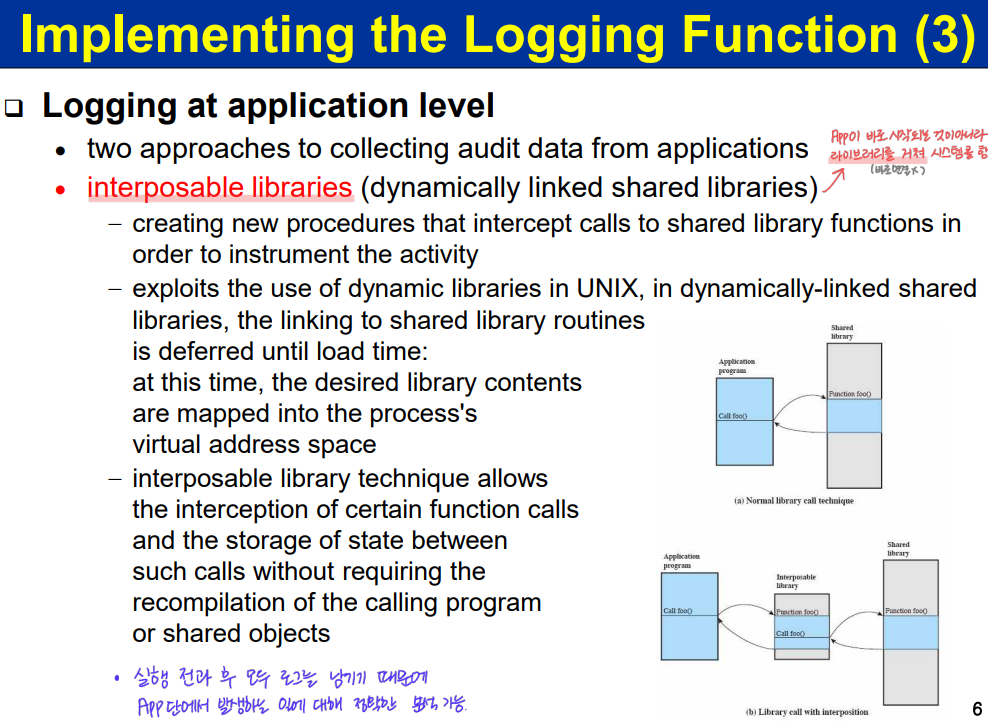 Implementing the Logging Function (3)
❑ Logging at application level
• two approaches to collecting audit data from applications
App이 바로 시작되는 것이아니라
라이브러리를 거쳐 시스템콜 함
(바로연결X)
• interposable libraries (dynamically linked shared libraries)
– creating new procedures that intercept calls to shared library functions in
order to instrument the activity
– exploits the use of dynamic libraries in UNIX, in dynamically-linked shared
libraries, the linking to shared library routines
is deferred until load time:
at this time, the desired library contents
are mapped into the process's
virtual address space
– interposable library technique allows
the interception of certain function calls
and the storage of state between
such calls without requiring the
recompilation of the calling program
or shared objects
• 실행 전과 후 모두 로그를 남기기 때문에
App단에서 발생하는 일에 대해 정확한 분석 가능.
Shared
library
Application
program
Function foo()
Call foo()
(a) Normal library call technique
Shared
library
Application
program
Interposable
library
Call foo()
Function foo()
Call foo()
Function foo()
(b) Library call with interposition
6